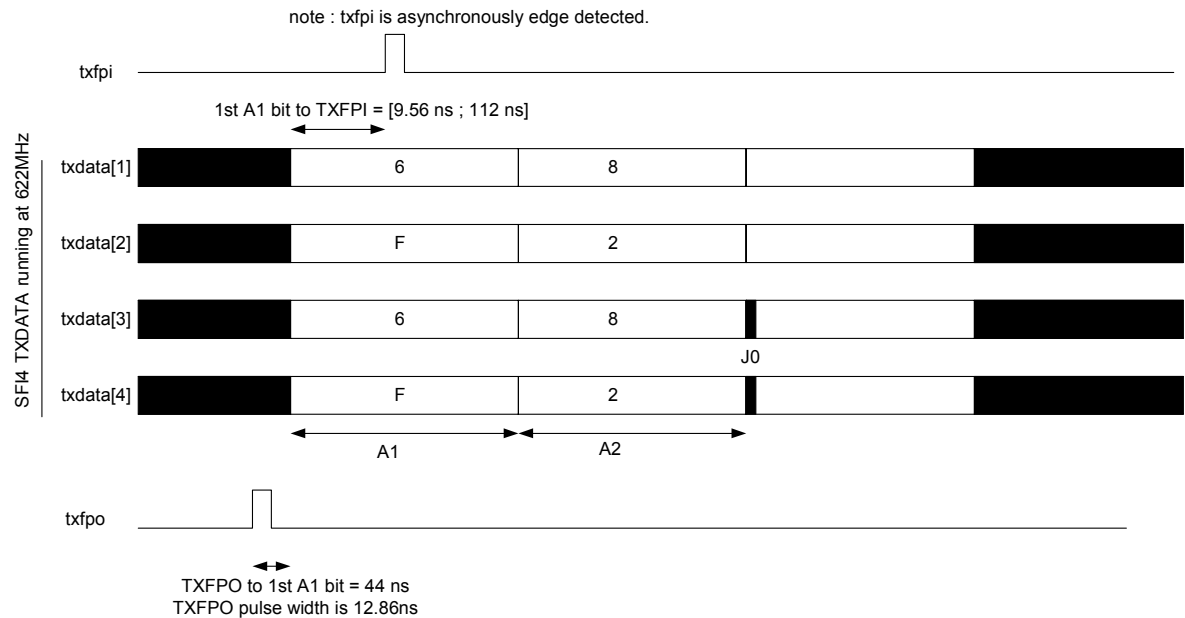 note : txfpi is asynchronously edge detected.
txfpi
1st A1 bit to TXFPI = [9.56 ns ; 112 ns]
SFI4 TXDATA running at 622MHz
txdata[1] 6 8
txdata[2] F 2
txdata[3] 6 8
J0
txdata[4] F 2
A1 A2
txfpo
TXFPO to 1st A1 bit = 44 ns
TXFPO pulse width is 12.86ns